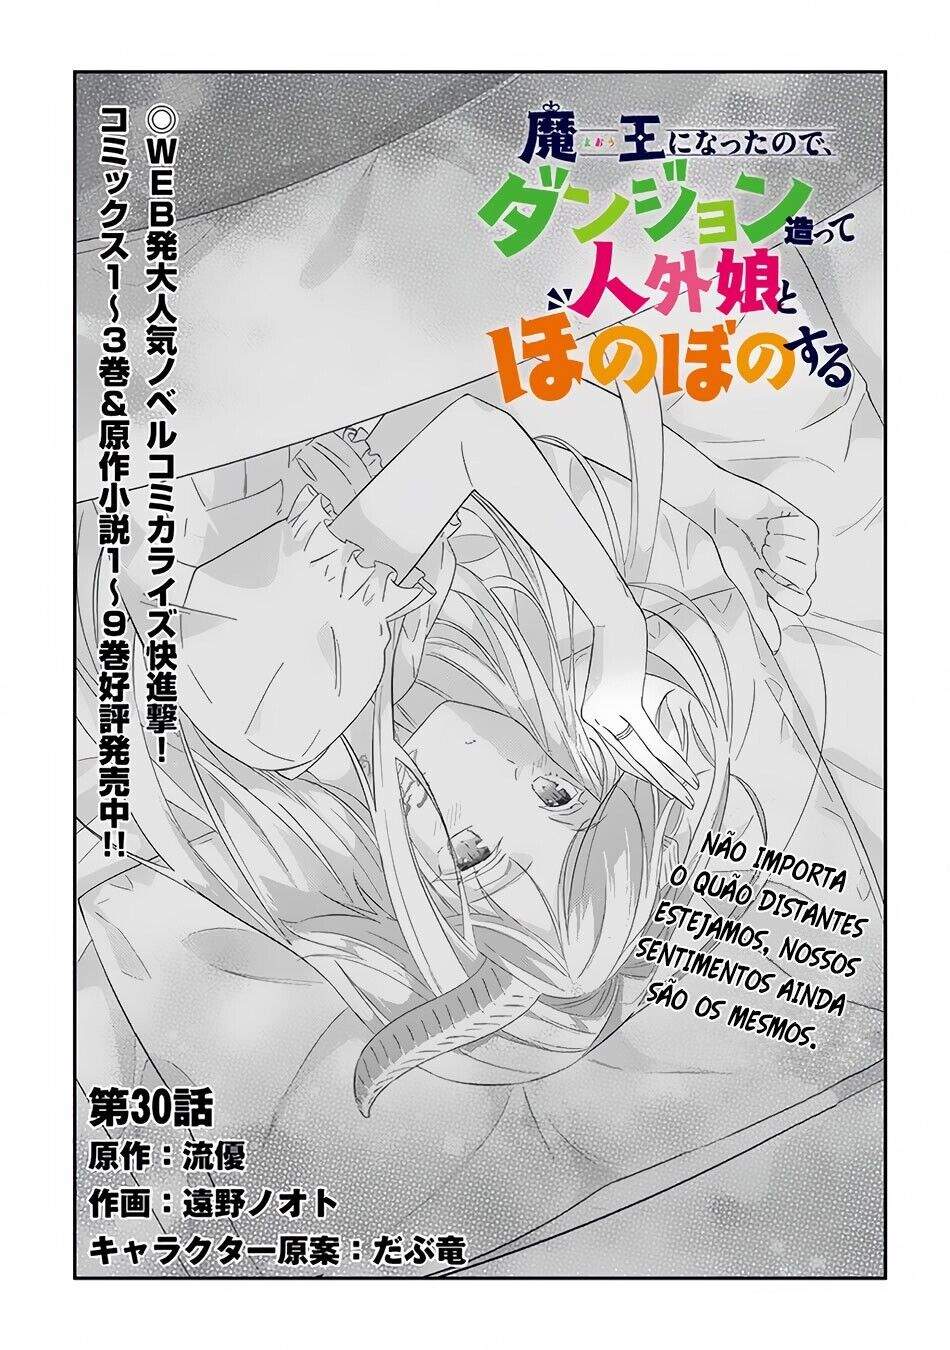 魔王になったので、
まおう
ダンジョン造って
人外娘と
ほのぼのする
◎WEB発大人気ノベルコミカライズ快進撃！
コミックス1～3巻＆原作小説1～9巻好評発売中!!
NÃO IMPORTA
O QUÃO DISTANTES
ESTEJAMOS, NOSSOS
SENTIMENTOS AINDA
SÃO OS MESMOS.
第30話
原作：流優
作画：遠野ノオト
キャラクター原案：だぶ竜